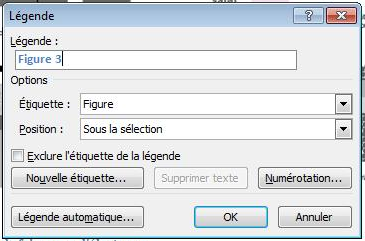 Légende
Légende :
Figure 3
Options
Étiquette : Figure
Position : Sous la sélection
Exclure l'étiquette de la légende
Nouvelle étiquette... Supprimer texte Numérotation...
Légende automatique... OK Annuler